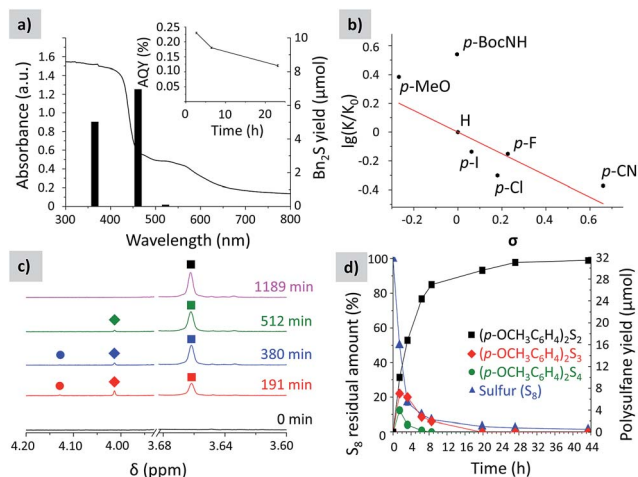 a)
Absorbance (a.u.)
1.6
1.4
1.2
1.0
0.8
0.6
0.4
0.2
0.0
300 400 500 600 700 800
Wavelength (nm)
10
8
6
4
2
0
Bn₂S yield (μmol)
AQY (%)
0.25
0.20
0.15
0.10
0.05
0 10 20
Time (h)
b)
lg(K/K₀)
0.6
0.4
0.2
0
-0.2
-0.4
p-BocNH
p-MeO
H
p-F
p-I
p-Cl
p-CN
-0.2 0.0 0.2 0.4 0.6
σ
c)
1189 min
512 min
380 min
191 min
0 min
4.20 4.00 3.68 3.64 3.60
δ (ppm)
d)
S₈ residual amount (%)
100
80
60
40
20
0
32
28
24
20
16
12
8
4
0
Polysulfane yield (μmol)
(p-OCH₃C₆H₄)₂S₂
(p-OCH₃C₆H₄)₂S₃
(p-OCH₃C₆H₄)₂S₄
Sulfur (S₈)
0 4 8 12 16 20 24 28 32 36 40 44
Time (h)